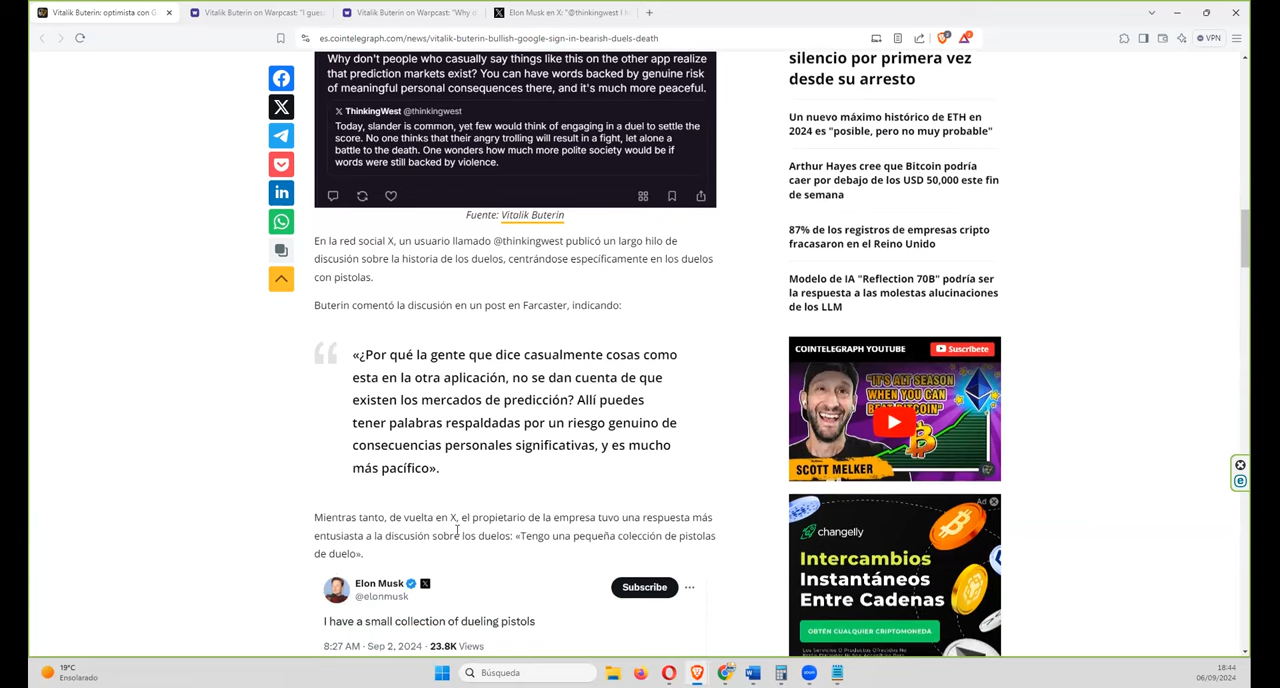 Vitalik Buterin: optimista con G
Vitalik Buterin on Warpcast: "I gues
Vitalik Buterin on Warpcast: "Why d
Elon Musk en X: "@thinkingwest I h
es.cointelegraph.com/news/vitalik-buterin-bullish-google-sign-in-bearish-duels-death
VPN
Why don't people who casually say things like this on the other app realize
that prediction markets exist? You can have words backed by genuine risk
of meaningful personal consequences there, and it's much more peaceful.
X ThinkingWest @thinkingwest
Today, slander is common, yet few would think of engaging in a duel to settle the
score. No one thinks that their angry trolling will result in a fight, let alone a
battle to the death. One wonders how much more polite society would be if
words were still backed by violence.
Fuente: Vitalik Buterin
En la red social X, un usuario llamado @thinkingwest publicó un largo hilo de
discusión sobre la historia de los duelos, centrándose específicamente en los duelos
con pistolas.
Buterin comentó la discusión en un post en Farcaster, indicando:
«¿Por qué la gente que dice casualmente cosas como
esta en la otra aplicación, no se dan cuenta de que
existen los mercados de predicción? Allí puedes
tener palabras respaldadas por un riesgo genuino de
consecuencias personales significativas, y es mucho
más pacífico».
Mientras tanto, de vuelta en X, el propietario de la empresa tuvo una respuesta más
entusiasta a la discusión sobre los duelos: «Tengo una pequeña colección de pistolas
de duelo».
Elon Musk
@elonmusk
Subscribe
I have a small collection of dueling pistols
8:27 AM · Sep 2, 2024 · 23.8K Views
silencio por primera vez
desde su arresto
Un nuevo máximo histórico de ETH en
2024 es "posible, pero no muy probable"
Arthur Hayes cree que Bitcoin podría
caer por debajo de los USD 50,000 este fin
de semana
87% de los registros de empresas cripto
fracasaron en el Reino Unido
Modelo de IA "Reflection 70B" podría ser
la respuesta a las molestas alucinaciones
de los LLM
COINTELEGRAPH YOUTUBE
Suscríbete
"IT'S ALT SEASON
WHEN YOU CAN
BEAT BITCOIN"
SCOTT MELKER
Ad
changelly
Intercambios
Instantáneos
Entre Cadenas
OBTÉN CUALQUIER CRIPTOMONEDA
19°C
Ensolarado
Búsqueda
18:44
06/09/2024